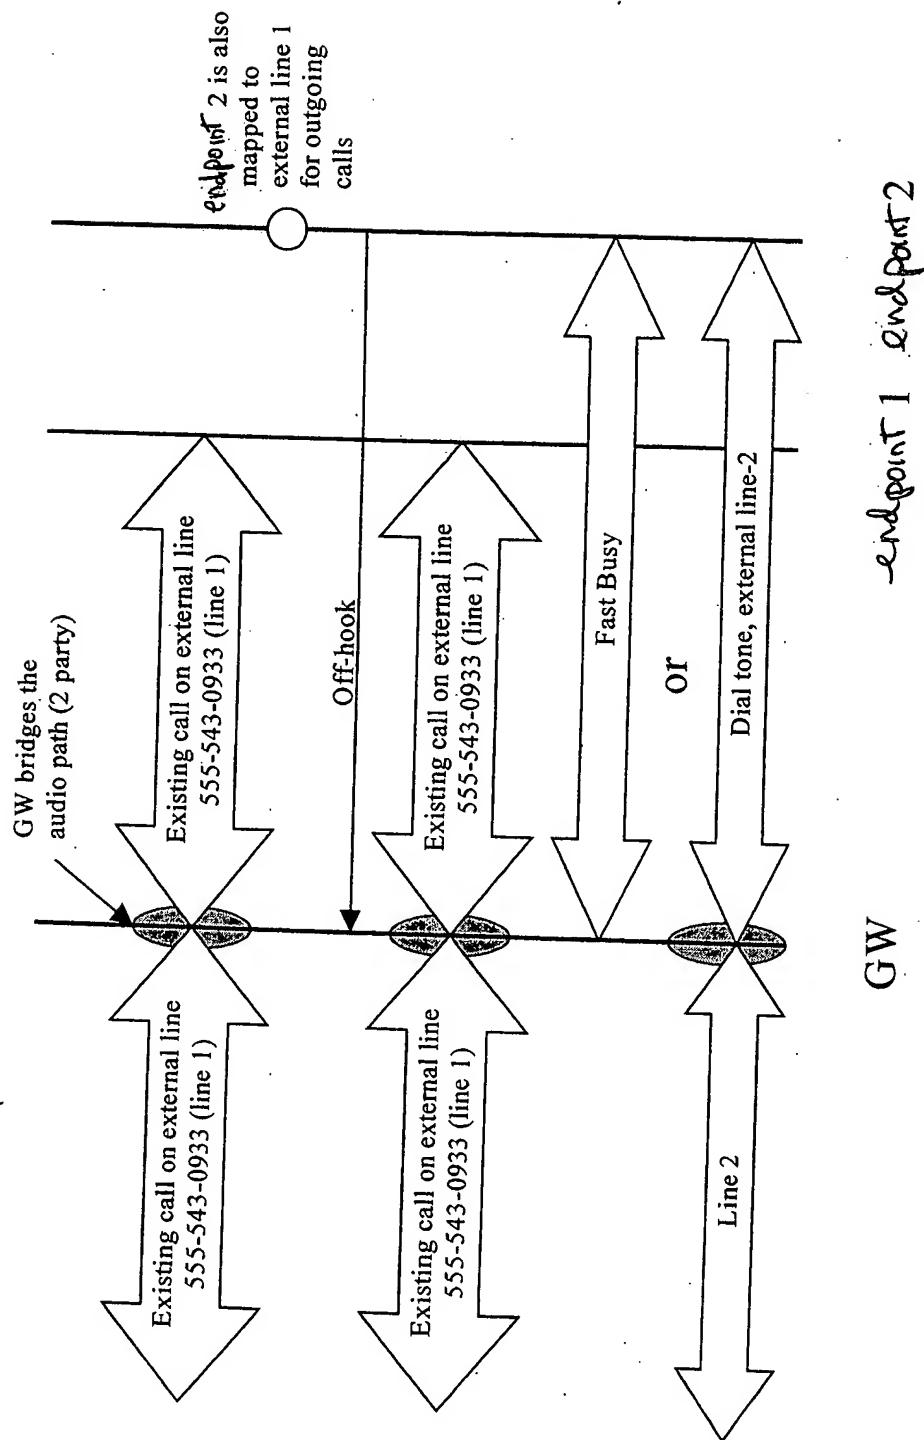 GW bridges the
audio path (2 party)
endpoint 2 is also
mapped to
external line 1
for outgoing
calls
Existing call on external line
555-543-0933 (line 1)
Existing call on external line
555-543-0933 (line 1)
Off-hook
Existing call on external line
555-543-0933 (line 1)
Existing call on external line
555-543-0933 (line 1)
Fast Busy
or
Line 2
Dial tone, external line-2
GW
endpoint 1
endpoint 2